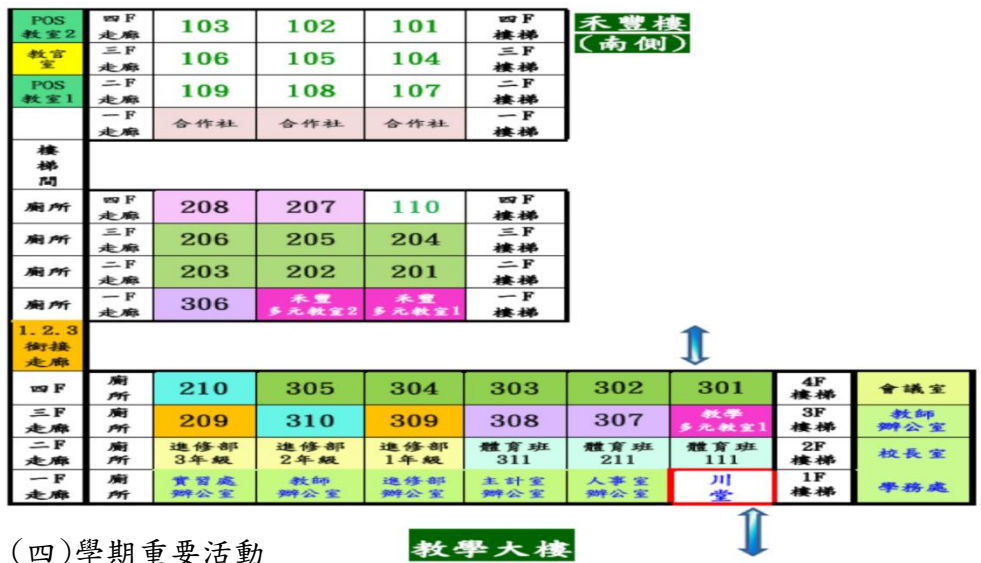 POS 教室2 四F 走廊 103 102 101 四F 樓梯
禾豐樓
(南側)
教官室 三F 走廊 106 105 104 三F 樓梯
POS 教室1 二F 走廊 109 108 107 二F 樓梯
一F 走廊 合作社 合作社 合作社 一F 樓梯
樓梯間
廁所 四F 走廊 208 207 110 四F 樓梯
廁所 三F 走廊 206 205 204 三F 樓梯
廁所 二F 走廊 203 202 201 二F 樓梯
廁所 一F 走廊 306 禾豐多元教室2 禾豐多元教室1 一F 樓梯
1.2.3 銜接走廊
四F 廁所 210 305 304 303 302 301 4F 樓梯 會議室
三F 走廊 廁所 209 310 309 308 307 教學多元教室1 3F 樓梯 教師辦公室
二F 走廊 廁所 進修部3年級 進修部2年級 進修部1年級 體育班311 體育班211 體育班111 2F 樓梯 校長室
一F 走廊 廁所 實習處辦公室 教師辦公室 進修部辦公室 主計室辦公室 人事室辦公室 川堂 1F 樓梯 學務處
教學大樓
(四)學期重要活動